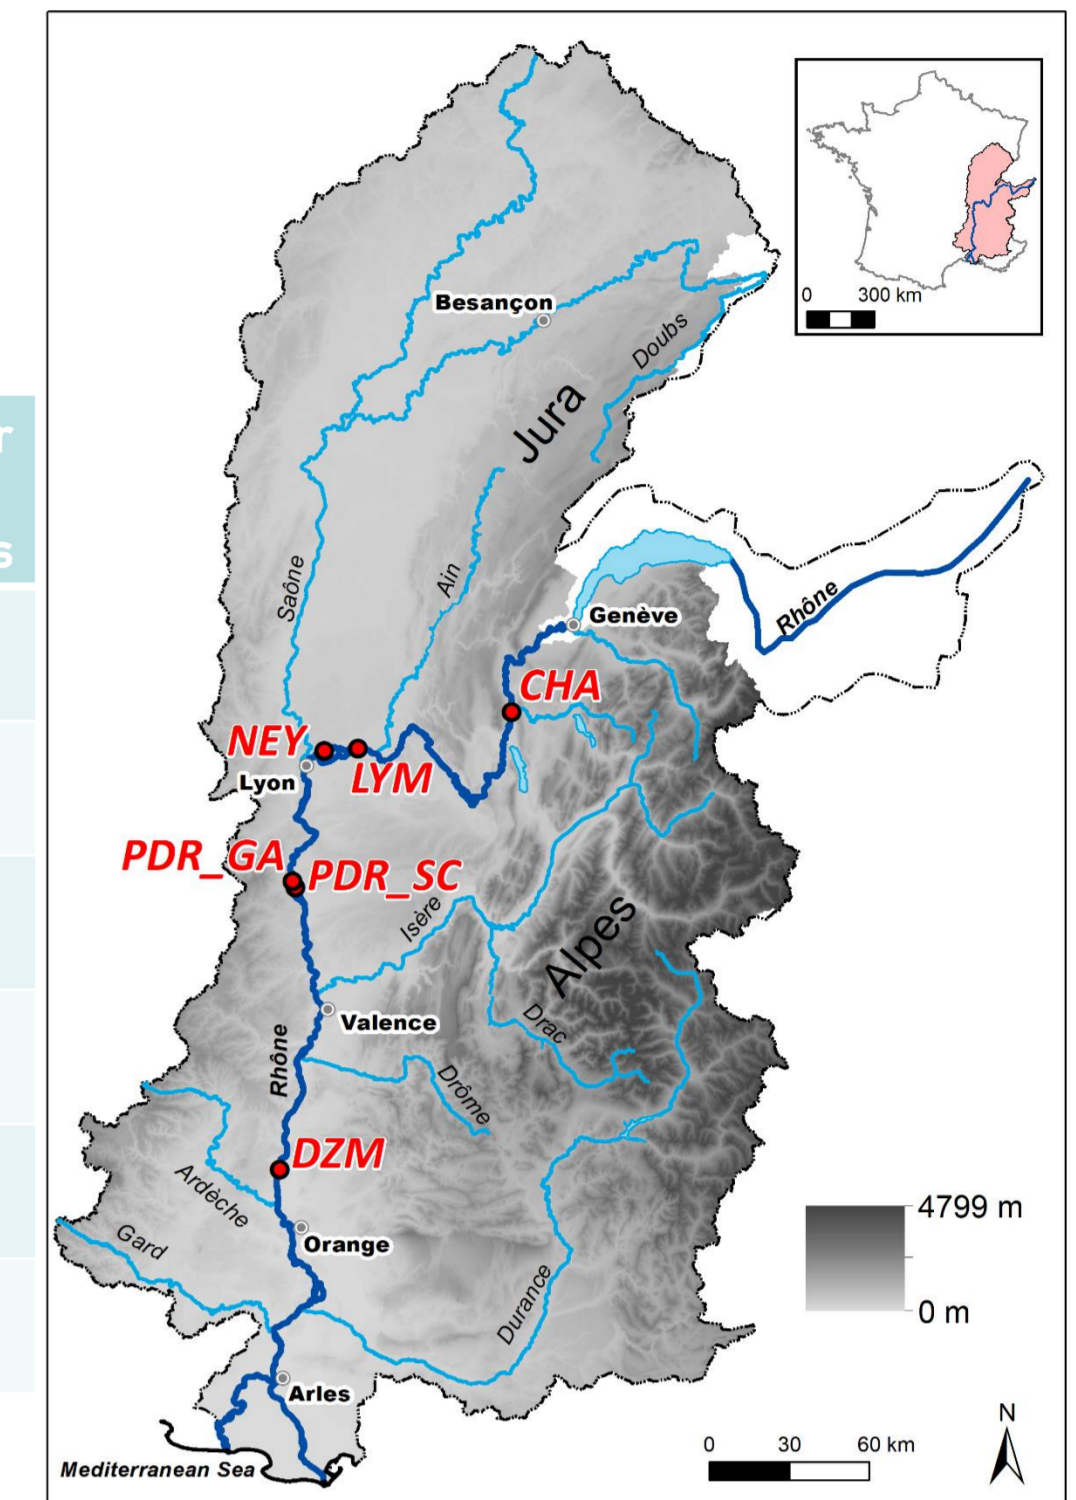 0 300 km
Besançon
Doubs
Jura
r
s
Saône
Ain
Rhône
Genève
CHA
NEY
LYM
Lyon
PDR_GA
PDR_SC
Isère
Alpes
Valence
Drac
Rhône
Drôme
DZM
Ardèche
4799 m
Gard
Orange
0 m
Durance
Arles
N
0 30 60 km
Mediterranean Sea